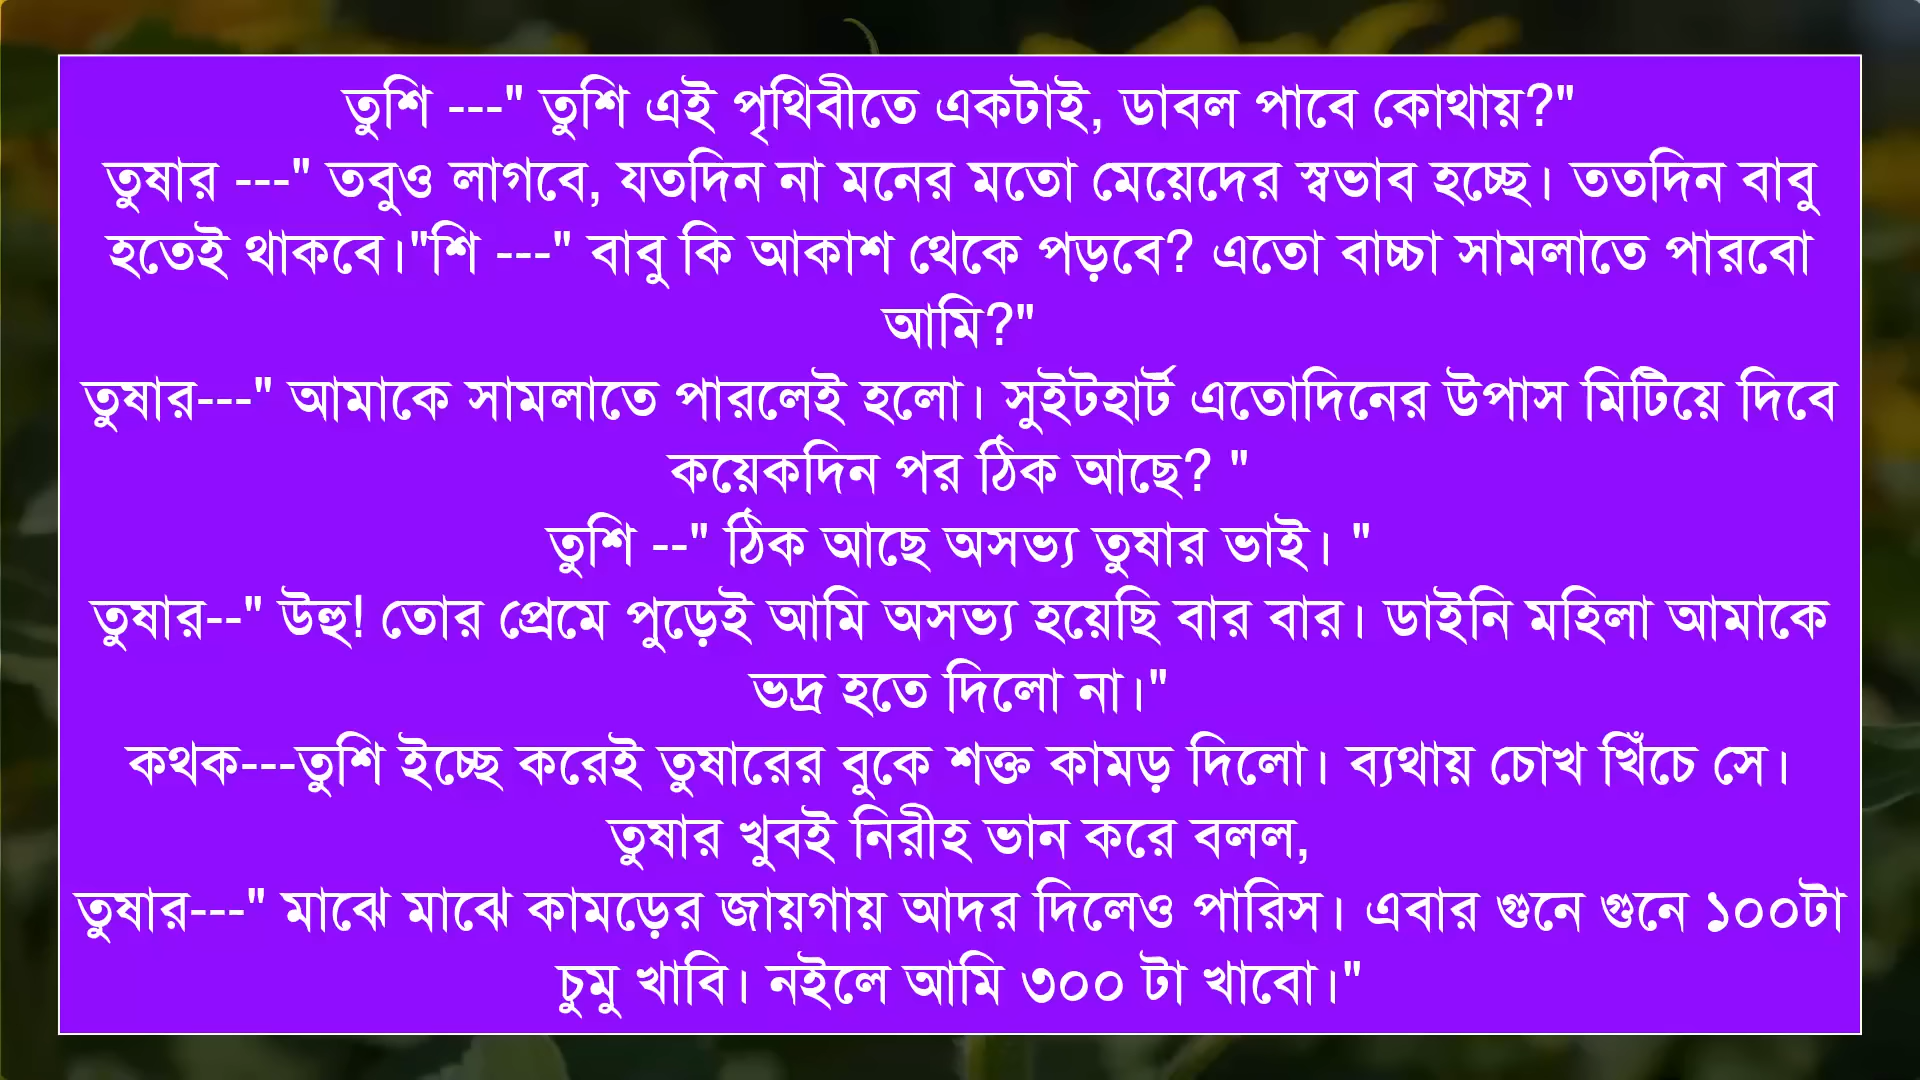 তুশি ---" তুশি এই পৃথিবীতে একটাই, ডাবল পাবে কোথায়?"
তুষার ---" তবুও লাগবে, যতদিন না মনের মতো মেয়েদের স্বভাব হচ্ছে। ততদিন বাবু
হতেই থাকবে।"শি ---" বাবু কি আকাশ থেকে পড়বে? এতো বাচ্চা সামলাতে পারবো
আমি?"
তুষার---" আমাকে সামলাতে পারলেই হলো। সুইটহার্ট এতোদিনের উপাস মিটিয়ে দিবে
কয়েকদিন পর ঠিক আছে? "
তুশি --" ঠিক আছে অসভ্য তুষার ভাই। "
তুষার--" উহু! তোর প্রেমে পুড়েই আমি অসভ্য হয়েছি বার বার। ডাইনি মহিলা আমাকে
ভদ্র হতে দিলো না।"
কথক---তুশি ইচ্ছে করেই তুষারের বুকে শক্ত কামড় দিলো। ব্যথায় চোখ খিঁচে সে।
তুষার খুবই নিরীহ ভান করে বলল,
তুষার---" মাঝে মাঝে কামড়ের জায়গায় আদর দিলেও পারিস। এবার গুনে গুনে ১০০টা
চুমু খাবি। নইলে আমি ৩০০ টা খাবো।"